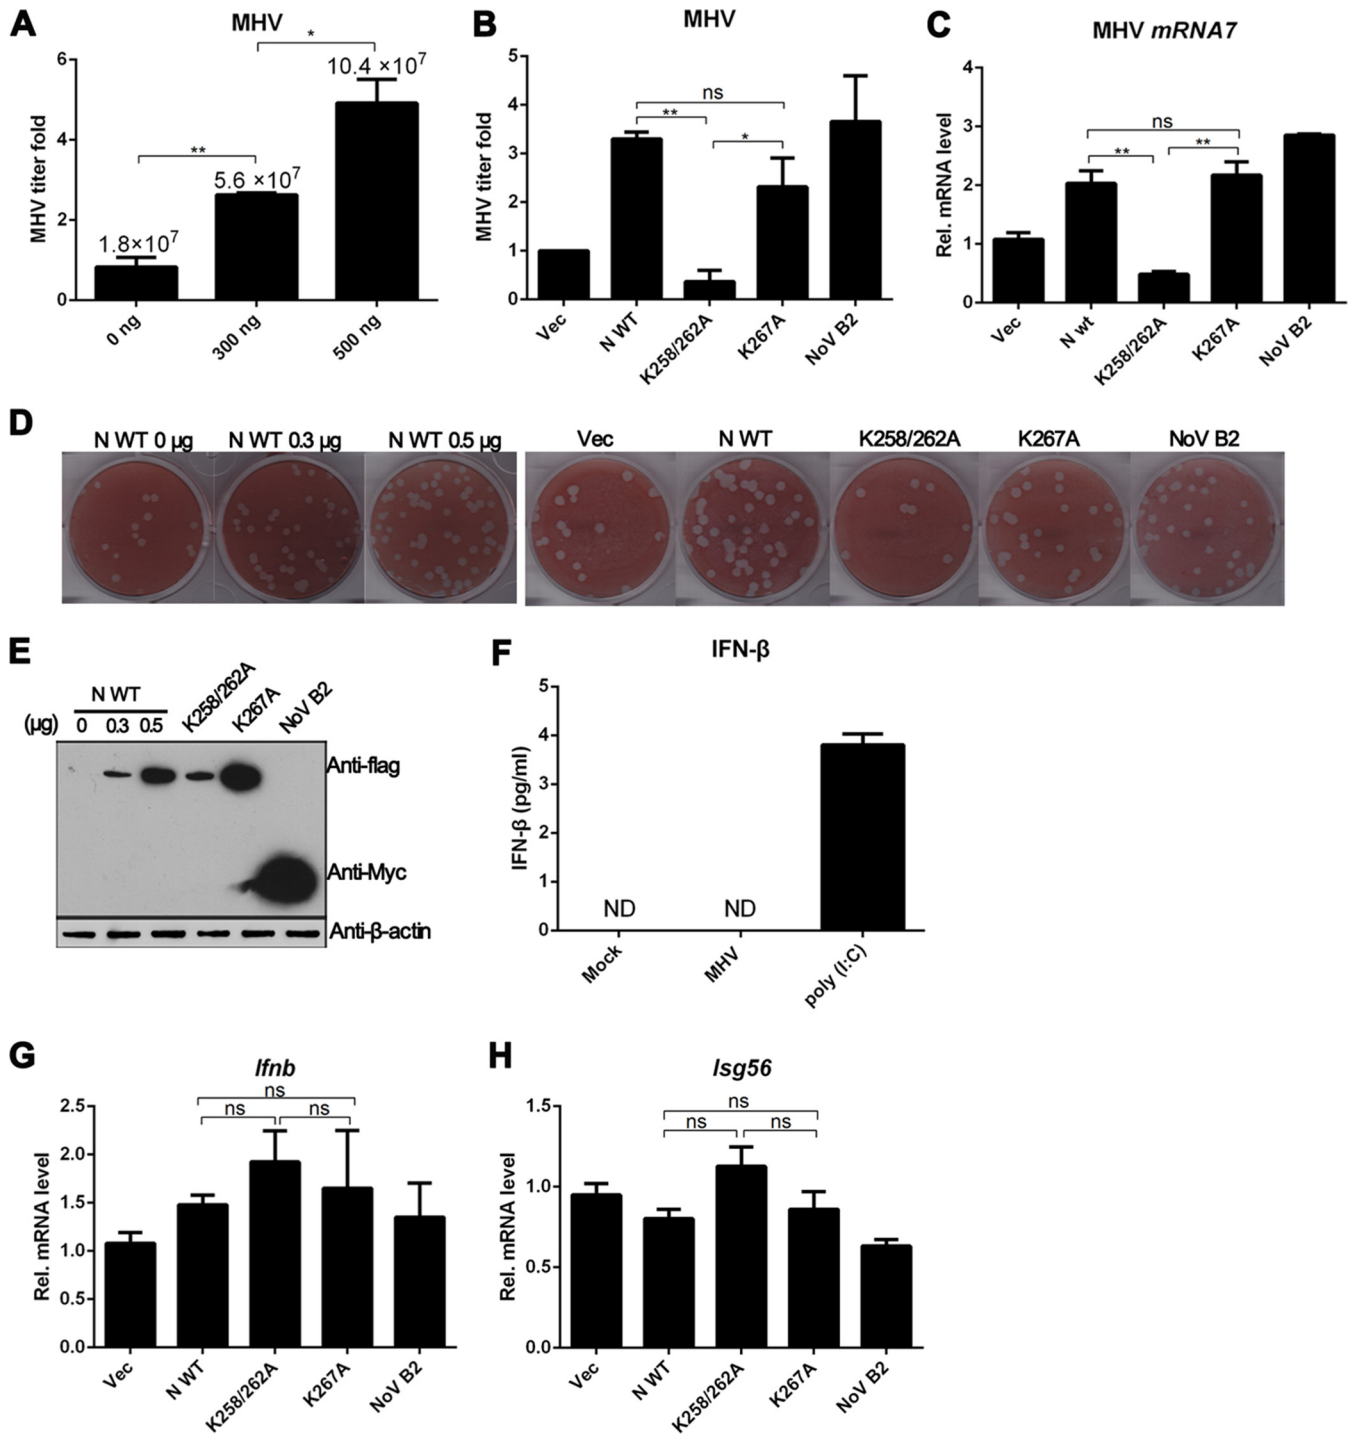 A
MHV
*
6
10.4 ×10⁷
**
5.6 ×10⁷
4
1.8×10⁷
2
0
MHV titer fold
0 ng
300 ng
500 ng
B
MHV
5
ns
4
**
*
3
2
1
0
MHV titer fold
Vec
N WT
K258/262A
K267A
NoV B2
C
MHV mRNA7
4
ns
3
**
**
2
1
0
Rel. mRNA level
Vec
N wt
K258/262A
K267A
NoV B2
D
N WT 0 µg
N WT 0.3 µg
N WT 0.5 µg
Vec
N WT
K258/262A
K267A
NoV B2
E
N WT
(µg)
0
0.3
0.5
K258/262A
K267A
NoV B2
Anti-flag
Anti-Myc
Anti-β-actin
F
IFN-β
5
4
3
2
1
0
IFN-β (pg/ml)
ND
ND
Mock
MHV
poly (I:C)
G
Ifnb
ns
ns
ns
2.5
2.0
1.5
1.0
0.5
0.0
Rel. mRNA level
Vec
N WT
K258/262A
K267A
NoV B2
H
Isg56
ns
ns
ns
1.5
1.0
0.5
0.0
Rel. mRNA level
Vec
N WT
K258/262A
K267A
NoV B2